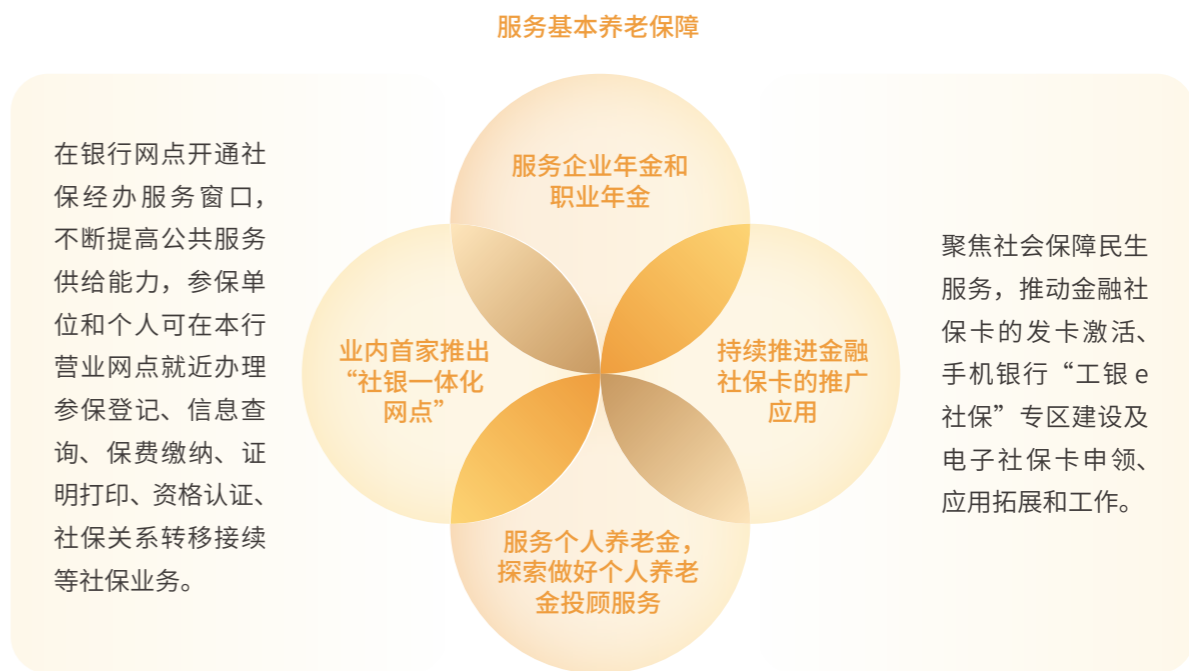 服务基本养老保障
在银行网点开通社
保经办服务窗口，
不断提高公共服务
供给能力，参保单
位和个人可在本行
营业网点就近办理
参保登记、信息查
询、保费缴纳、证
明打印、资格认证、
社保关系转移接续
等社保业务。
服务企业年金和
职业年金
业内首家推出
“社银一体化
网点”
持续推进金融
社保卡的推广
应用
服务个人养老金，
探索做好个人养老
金投顾服务
聚焦社会保障民生
服务，推动金融社
保卡的发卡激活、
手机银行“工银 e
社保”专区建设及
电子社保卡申领、
应用拓展和工作。